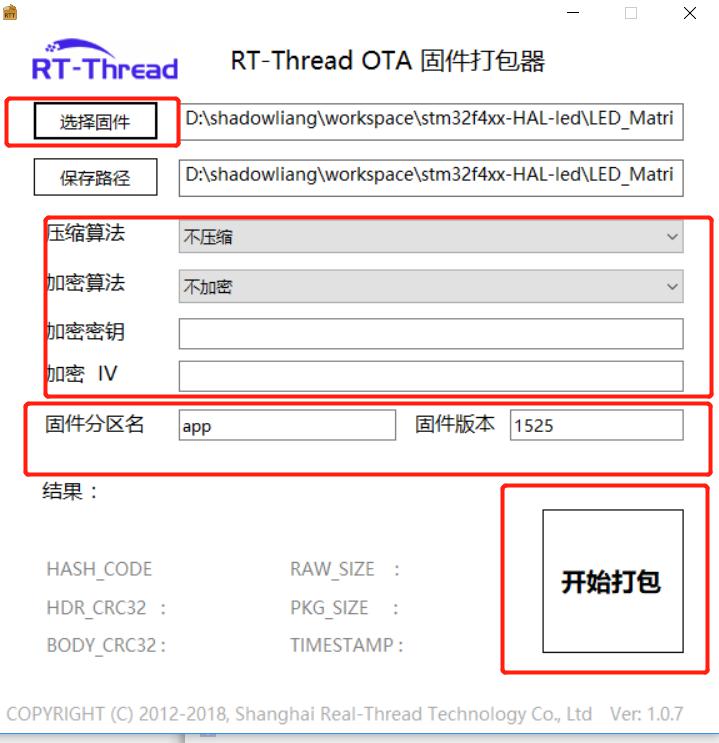 RTT
RT-Thread
RT-Thread OTA 固件打包器
选择固件 D:\shadowliang\workspace\stm32f4xx-HAL-led\LED_Matri
保存路径 D:\shadowliang\workspace\stm32f4xx-HAL-led\LED_Matri
压缩算法 不压缩
加密算法 不加密
加密密钥
加密 IV
固件分区名 app 固件版本 1525
结果：
开始打包
HASH_CODE RAW_SIZE :
HDR_CRC32 : PKG_SIZE :
BODY_CRC32 : TIMESTAMP :
COPYRIGHT (C) 2012-2018, Shanghai Real-Thread Technology Co., Ltd Ver: 1.0.7